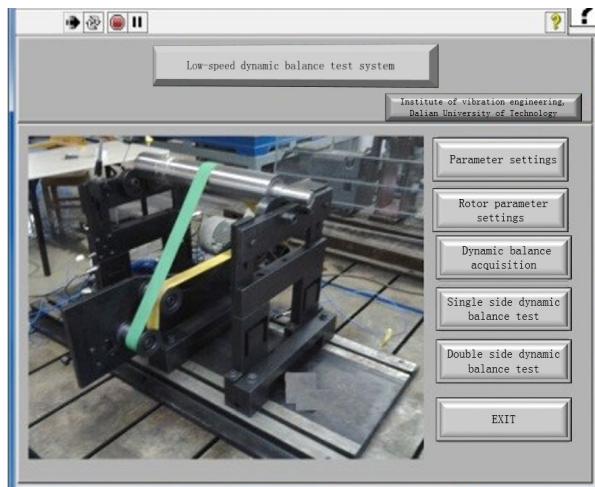 Low-speed dynamic balance test system
Institute of vibration engineering,
Dalian University of Technology
Parameter settings
Rotor parameter
settings
Dynamic balance
acquisition
Single side dynamic
balance test
Double side dynamic
balance test
EXIT